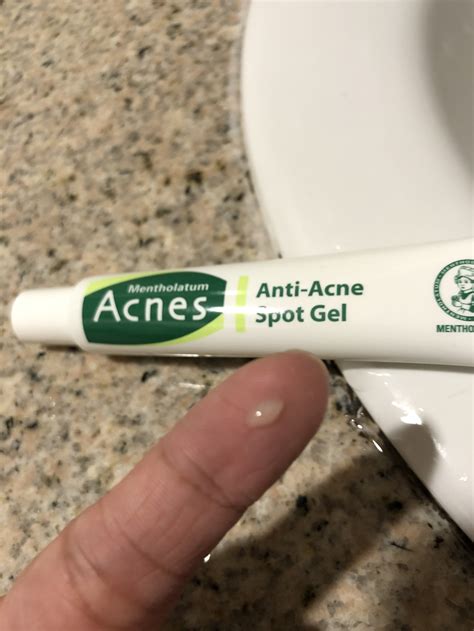 Mentholatum
Acnes
Anti-Acne
Spot Gel